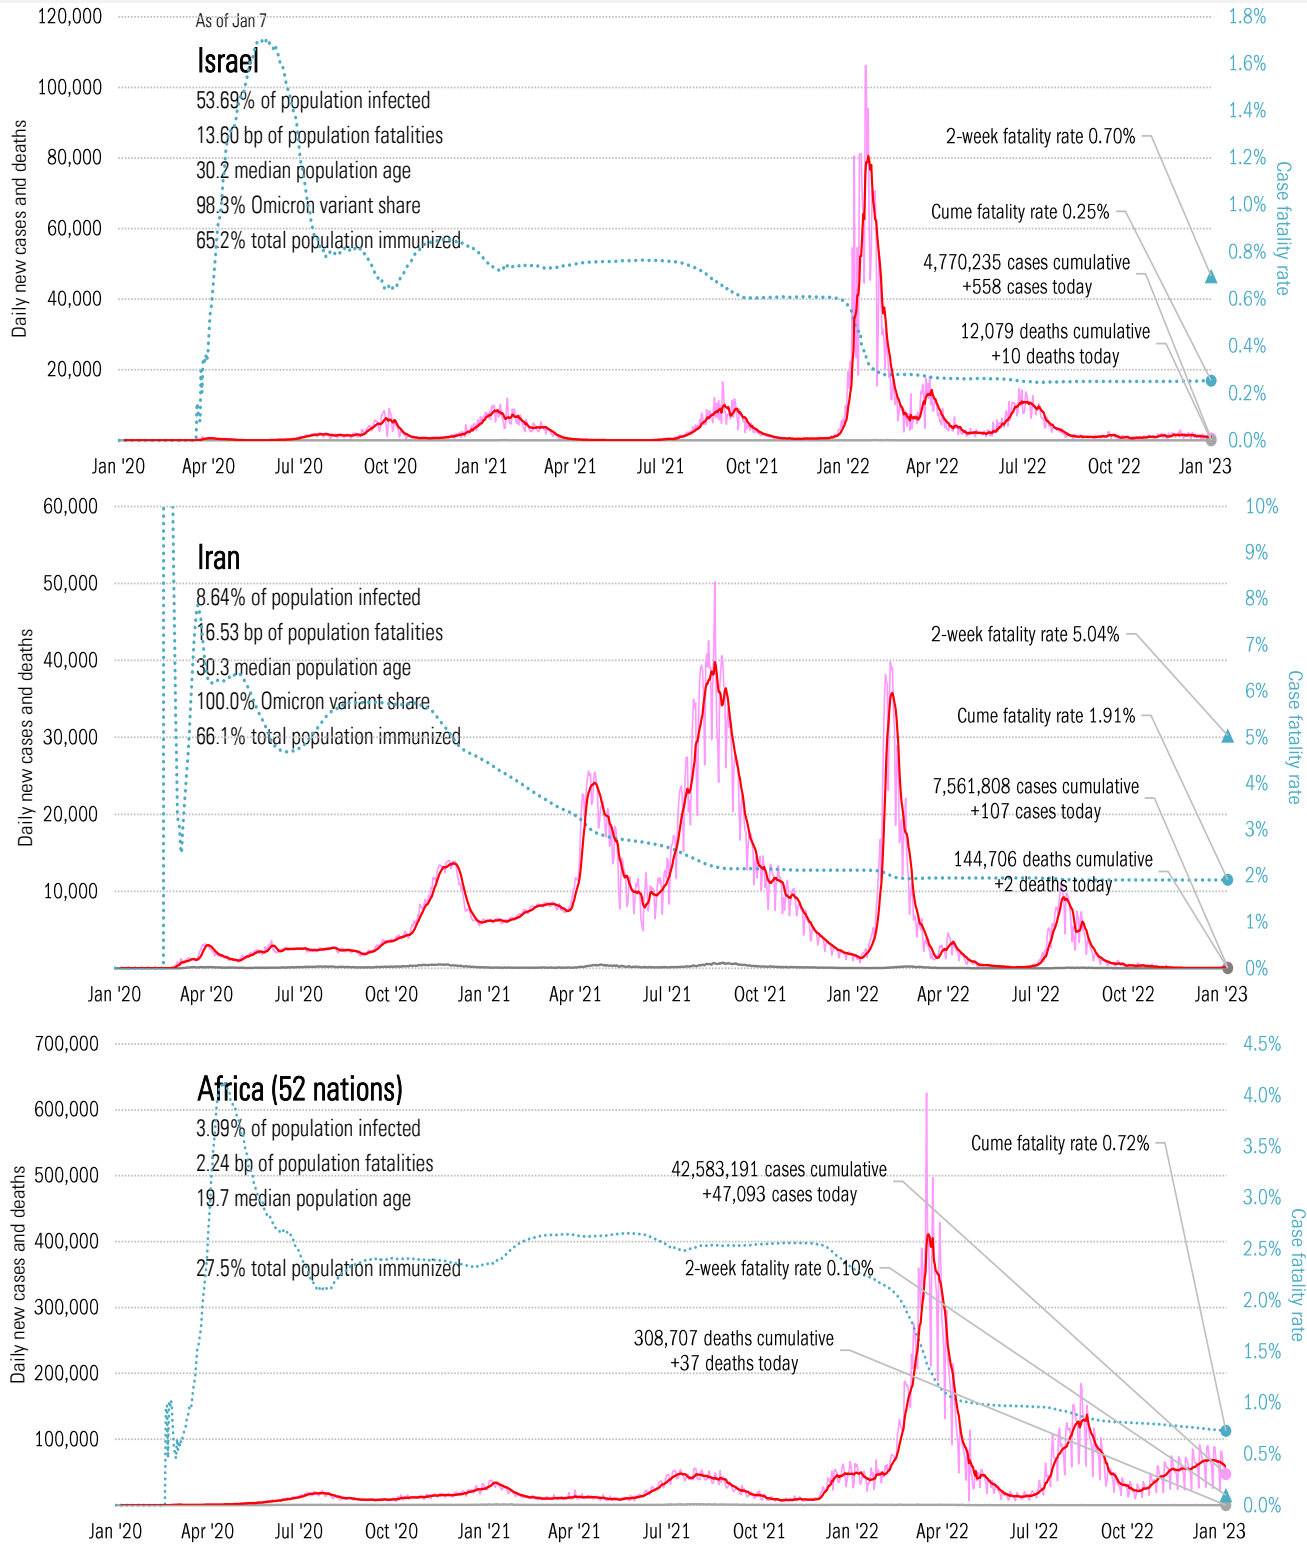 120,000
As of Jan 7
1.8%
Israel
1.6%
100,000
53.69% of population infected
1.4%
13.60 bp of population fatalities
2-week fatality rate 0.70%
80,000
1.2%
30.2 median population age
98.3% Omicron variant share
Cume fatality rate 0.25%
1.0%
60,000
65.2% total population immunized
0.8%
4,770,235 cases cumulative
+558 cases today
40,000
0.6%
12,079 deaths cumulative
+10 deaths today
0.4%
20,000
0.2%
0.0%
Daily new cases and deaths
Case fatality rate
Jan '20 Apr '20 Jul '20 Oct '20 Jan '21 Apr '21 Jul '21 Oct '21 Jan '22 Apr '22 Jul '22 Oct '22 Jan '23
60,000
10%
Iran
9%
50,000
8.64% of population infected
8%
16.53 bp of population fatalities
2-week fatality rate 5.04%
7%
40,000
30.3 median population age
6%
100.0% Omicron variant share
Cume fatality rate 1.91%
30,000
66.1% total population immunized
5%
4%
7,561,808 cases cumulative
+107 cases today
20,000
3%
144,706 deaths cumulative
+2 deaths today
2%
10,000
1%
0%
Daily new cases and deaths
Case fatality rate
Jan '20 Apr '20 Jul '20 Oct '20 Jan '21 Apr '21 Jul '21 Oct '21 Jan '22 Apr '22 Jul '22 Oct '22 Jan '23
700,000
4.5%
Africa (52 nations)
4.0%
600,000
3.09% of population infected
Cume fatality rate 0.72%
3.5%
2.24 bp of population fatalities
42,583,191 cases cumulative
+47,093 cases today
500,000
19.7 median population age
3.0%
400,000
2.5%
27.5% total population immunized
2-week fatality rate 0.10%
300,000
2.0%
308,707 deaths cumulative
+37 deaths today
1.5%
200,000
1.0%
100,000
0.5%
0.0%
Daily new cases and deaths
Case fatality rate
Jan '20 Apr '20 Jul '20 Oct '20 Jan '21 Apr '21 Jul '21 Oct '21 Jan '22 Apr '22 Jul '22 Oct '22 Jan '23